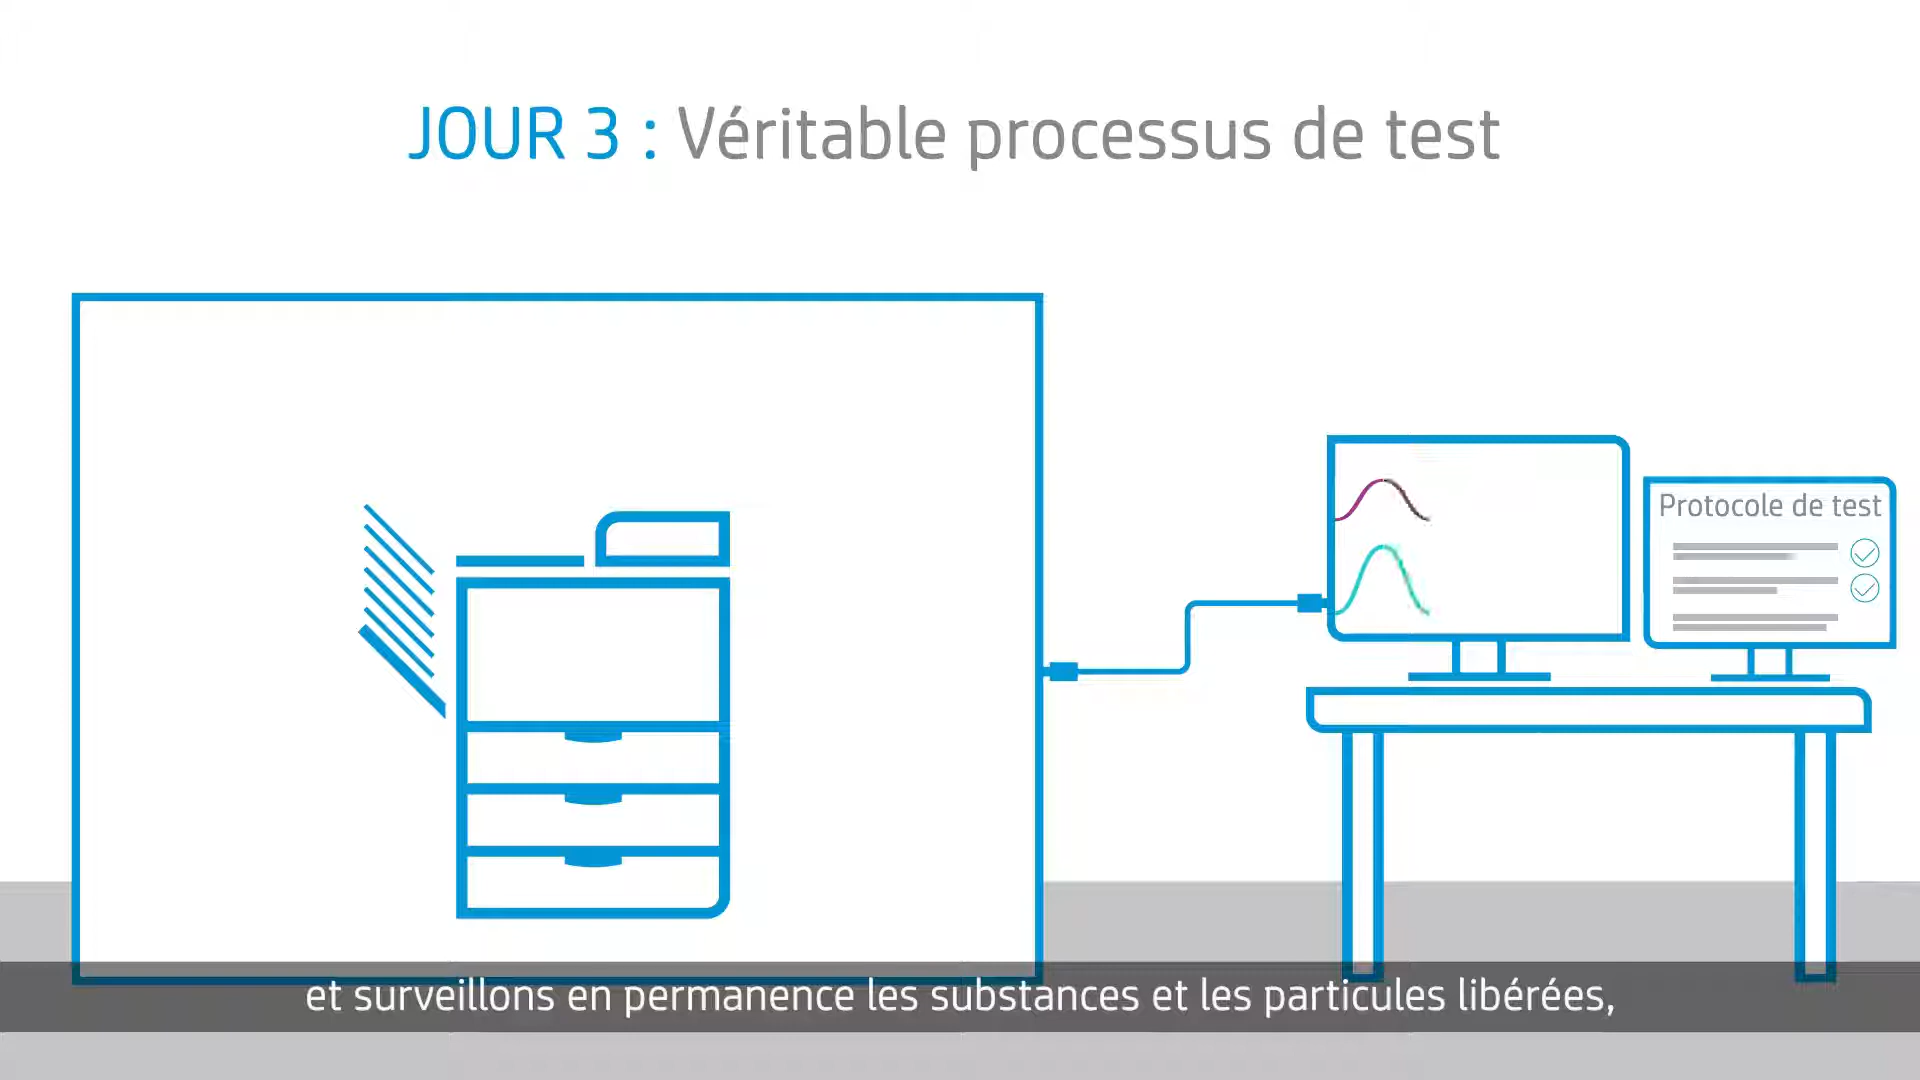 JOUR 3 : Véritable processus de test
Protocole de test
et surveillons en permanence les substances et les particules libérées,